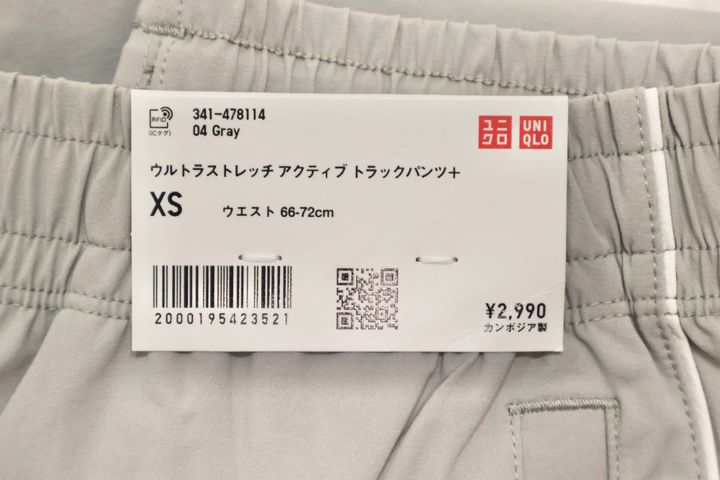 RFID
(ICタグ)
341-478114
04 Gray
ユニ
クロ
UNI
QLO
ウルトラストレッチ アクティブ トラックパンツ+
XS
ウエスト 66-72cm
2000195423521
¥2,990
カンボジア製